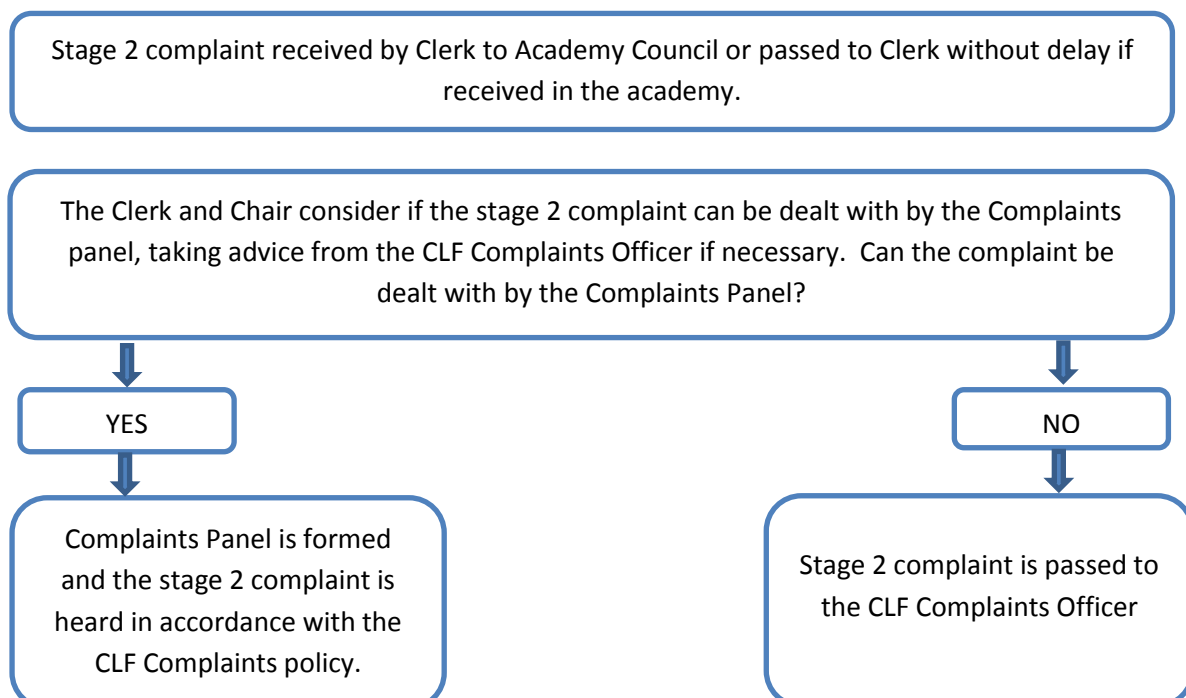 Stage 2 complaint received by Clerk to Academy Council or passed to Clerk without delay if
received in the academy.
The Clerk and Chair consider if the stage 2 complaint can be dealt with by the Complaints
panel, taking advice from the CLF Complaints Officer if necessary.  Can the complaint be
dealt with by the Complaints Panel?
YES
NO
Complaints Panel is formed
and the stage 2 complaint is
heard in accordance with the
CLF Complaints policy.
Stage 2 complaint is passed to
the CLF Complaints Officer